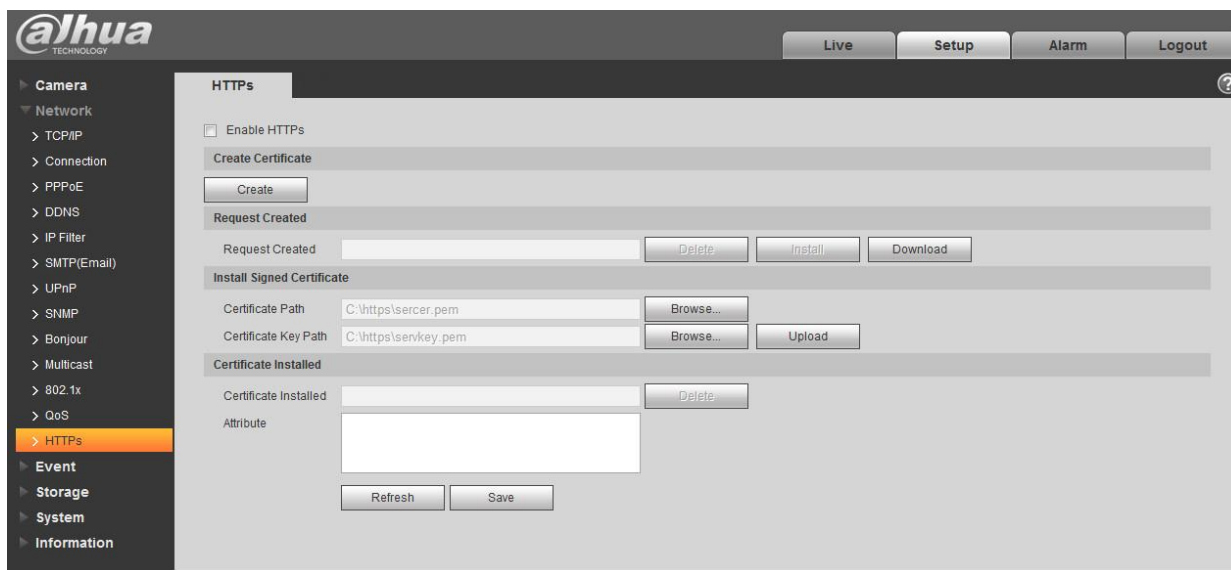 alhua
TECHNOLOGY
Live Setup Alarm Logout
Camera
Network
> TCP/IP
> Connection
> PPPoE
> DDNS
> IP Filter
> SMTP(Email)
> UPnP
> SNMP
> Bonjour
> Multicast
> 802.1x
> QoS
> HTTPs
Event
Storage
System
Information
HTTPs
?
Enable HTTPs
Create Certificate
Create
Request Created
Request Created Delete Install Download
Install Signed Certificate
Certificate Path C:\https\sercer.pem Browse...
Certificate Key Path C:\https\servkey.pem Browse... Upload
Certificate Installed
Certificate Installed Delete
Attribute
Refresh Save